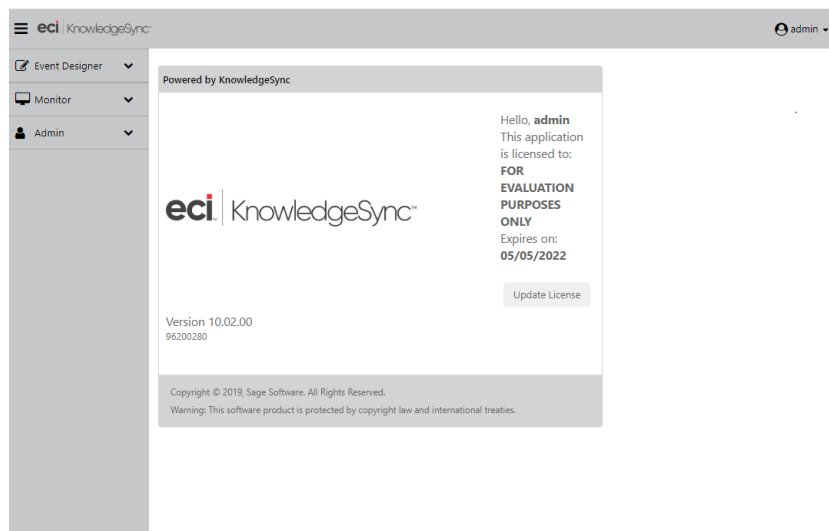 eci KnowledgeSync™
admin
Event Designer
Monitor
Admin
Powered by KnowledgeSync
Hello, admin
This application
is licensed to:
FOR
EVALUATION
PURPOSES
ONLY
Expires on:
05/05/2022
eci KnowledgeSync™
Update License
Version 10.02.00
96200280
Copyright © 2019, Sage Software. All Rights Reserved.
Warning: This software product is protected by copyright law and international treaties.